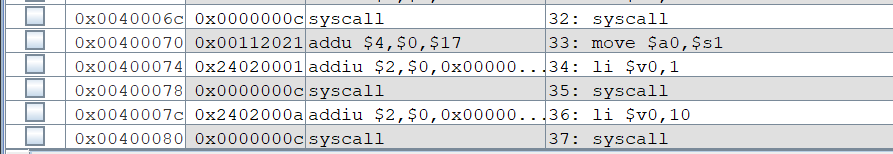 0x0040006c 0x0000000c syscall 32: syscall
0x00400070 0x00112021 addu $4,$0,$17 33: move $a0,$s1
0x00400074 0x24020001 addiu $2,$0,0x00000... 34: li $v0,1
0x00400078 0x0000000c syscall 35: syscall
0x0040007c 0x2402000a addiu $2,$0,0x00000... 36: li $v0,10
0x00400080 0x0000000c syscall 37: syscall